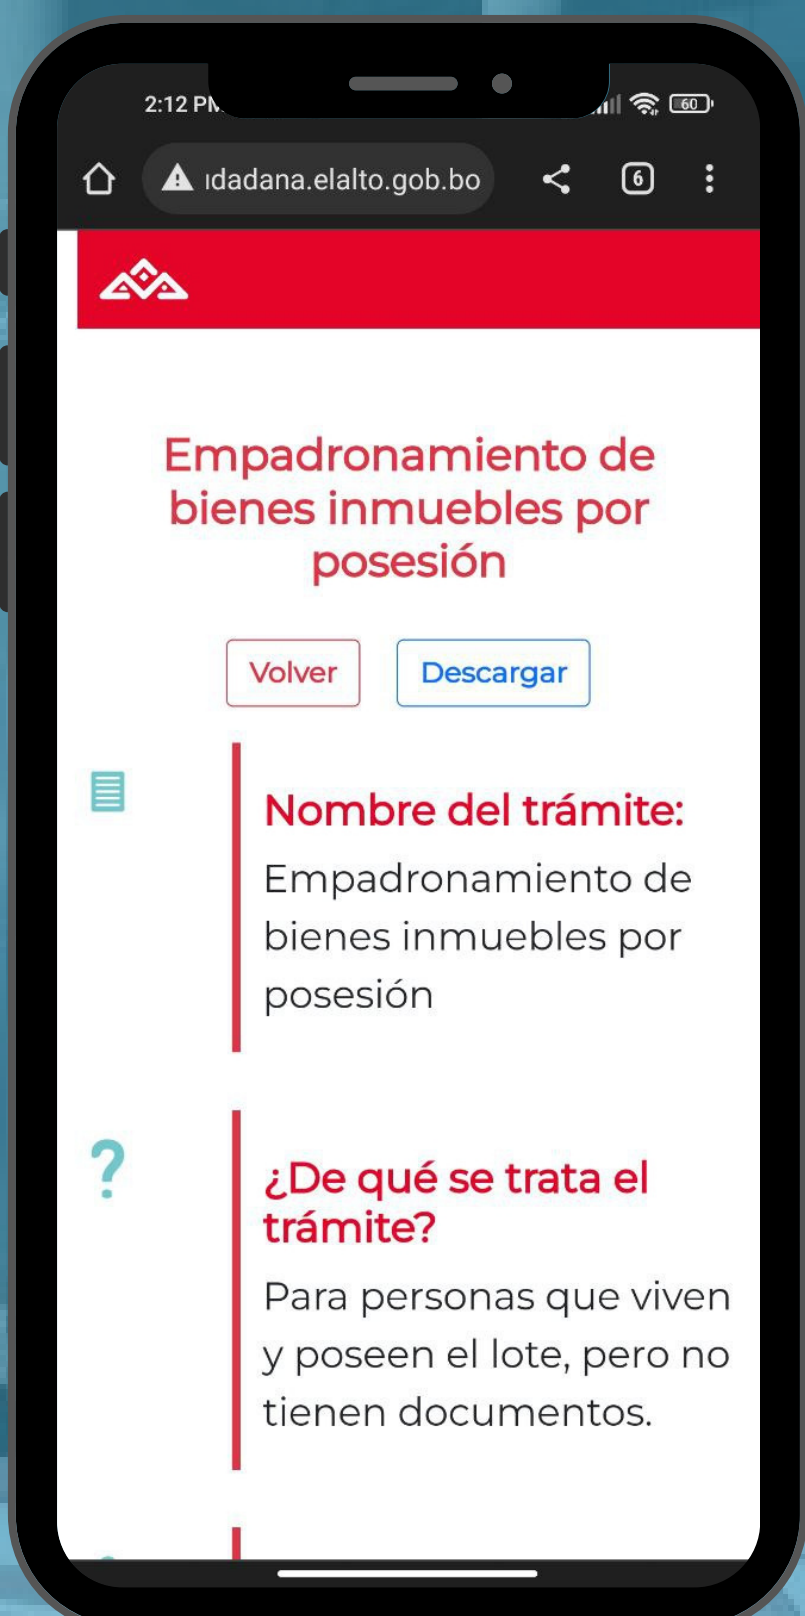 2:12
60
dadana.elalto.gob.bo
6
Empadronamiento de
bienes inmuebles por
posesión
Volver
Descargar
Nombre del trámite:
Empadronamiento de
bienes inmuebles por
posesión
?
¿De qué se trata el
trámite?
Para personas que viven
y poseen el lote, pero no
tienen documentos.